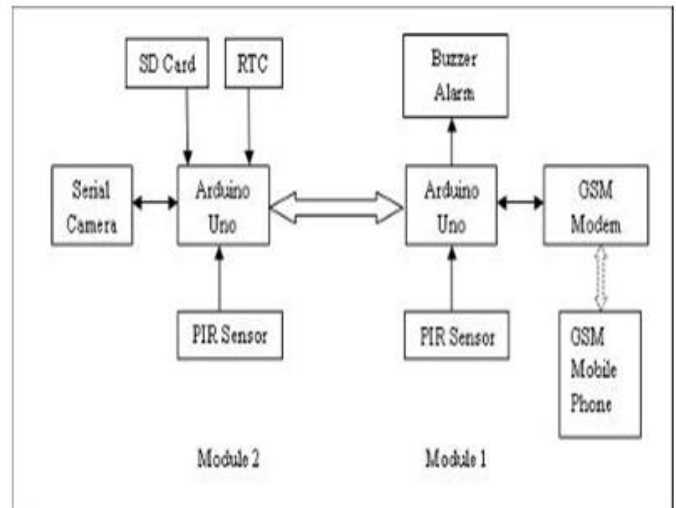 SD Card
RTC
Buzzer
Alarm
Serial
Camera
Arduino
Uno
Arduino
Uno
GSM
Modem
PIR Sensor
PIR Sensor
GSM
Mobile
Phone
Module 2
Module 1